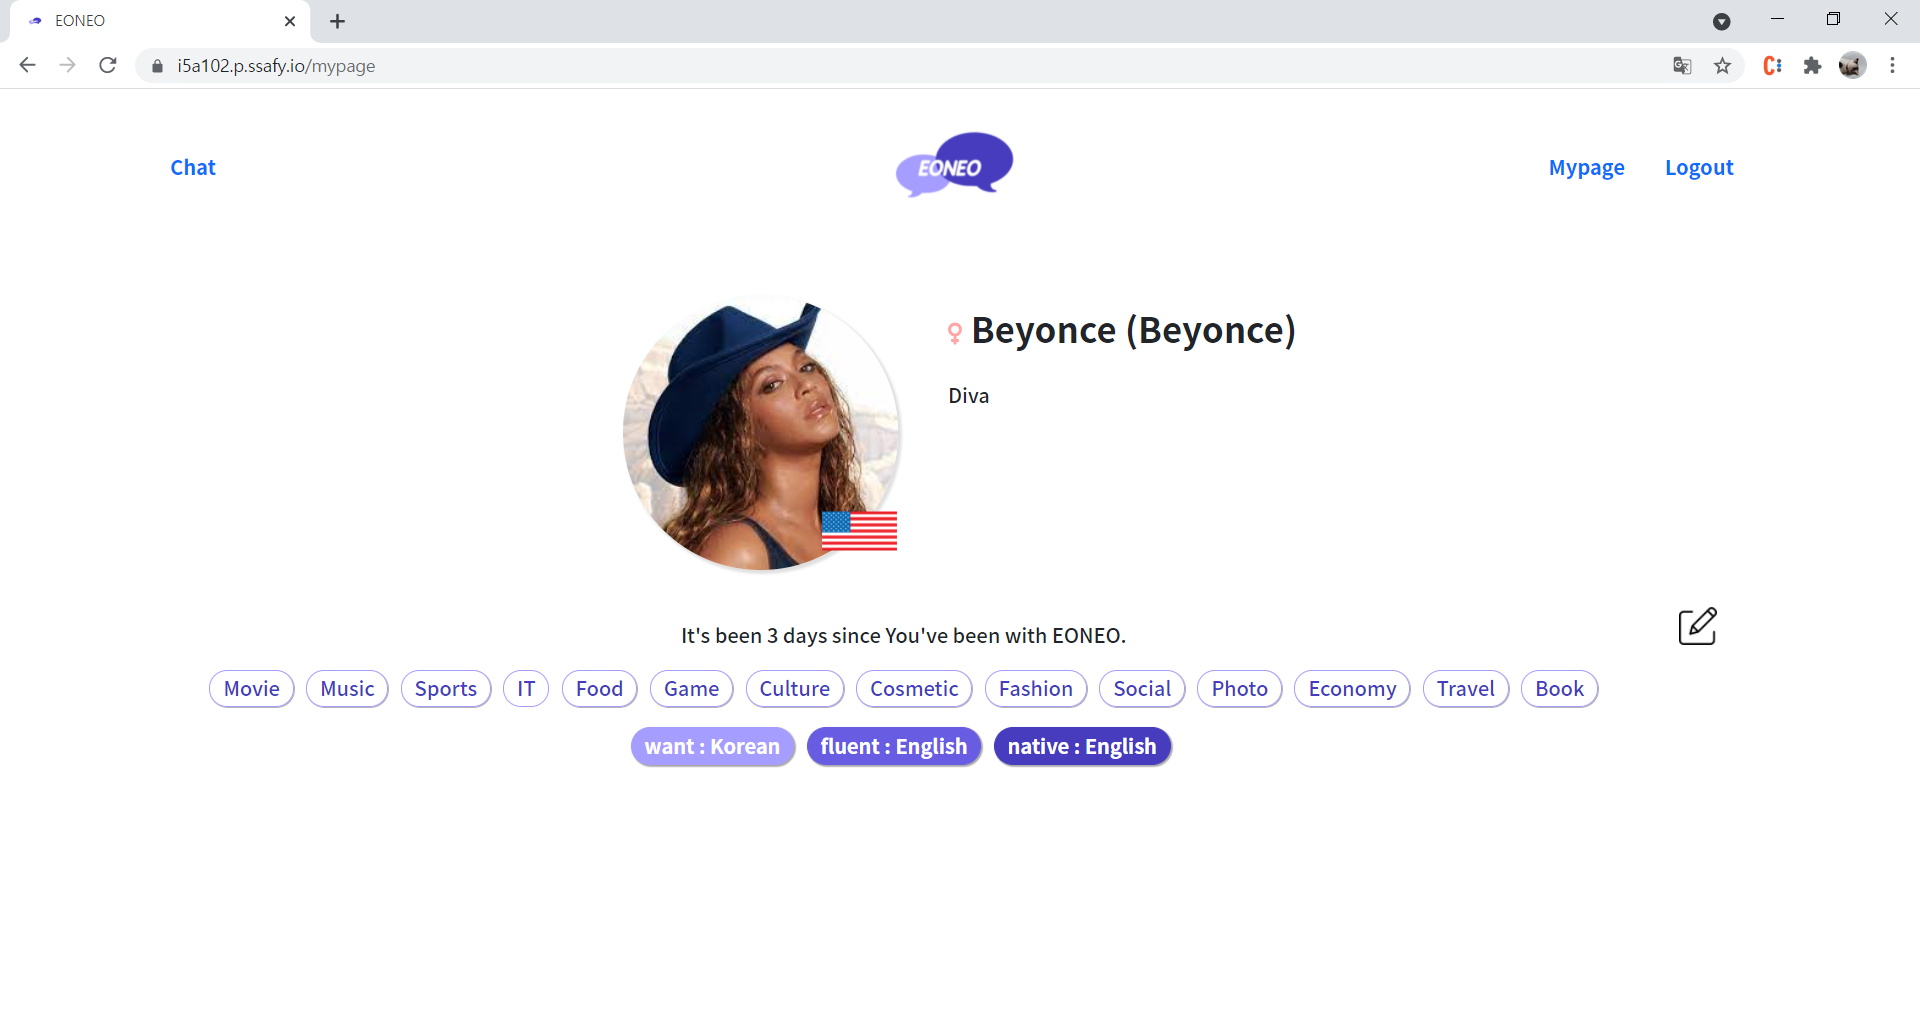 EONEO
i5a102.p.ssafy.io/mypage
Chat
EONEO
Mypage Logout
Beyonce (Beyonce)
Diva
It's been 3 days since You've been with EONEO.
Movie Music Sports IT Food Game Culture Cosmetic Fashion Social Photo Economy Travel Book
want : Korean fluent : English native : English